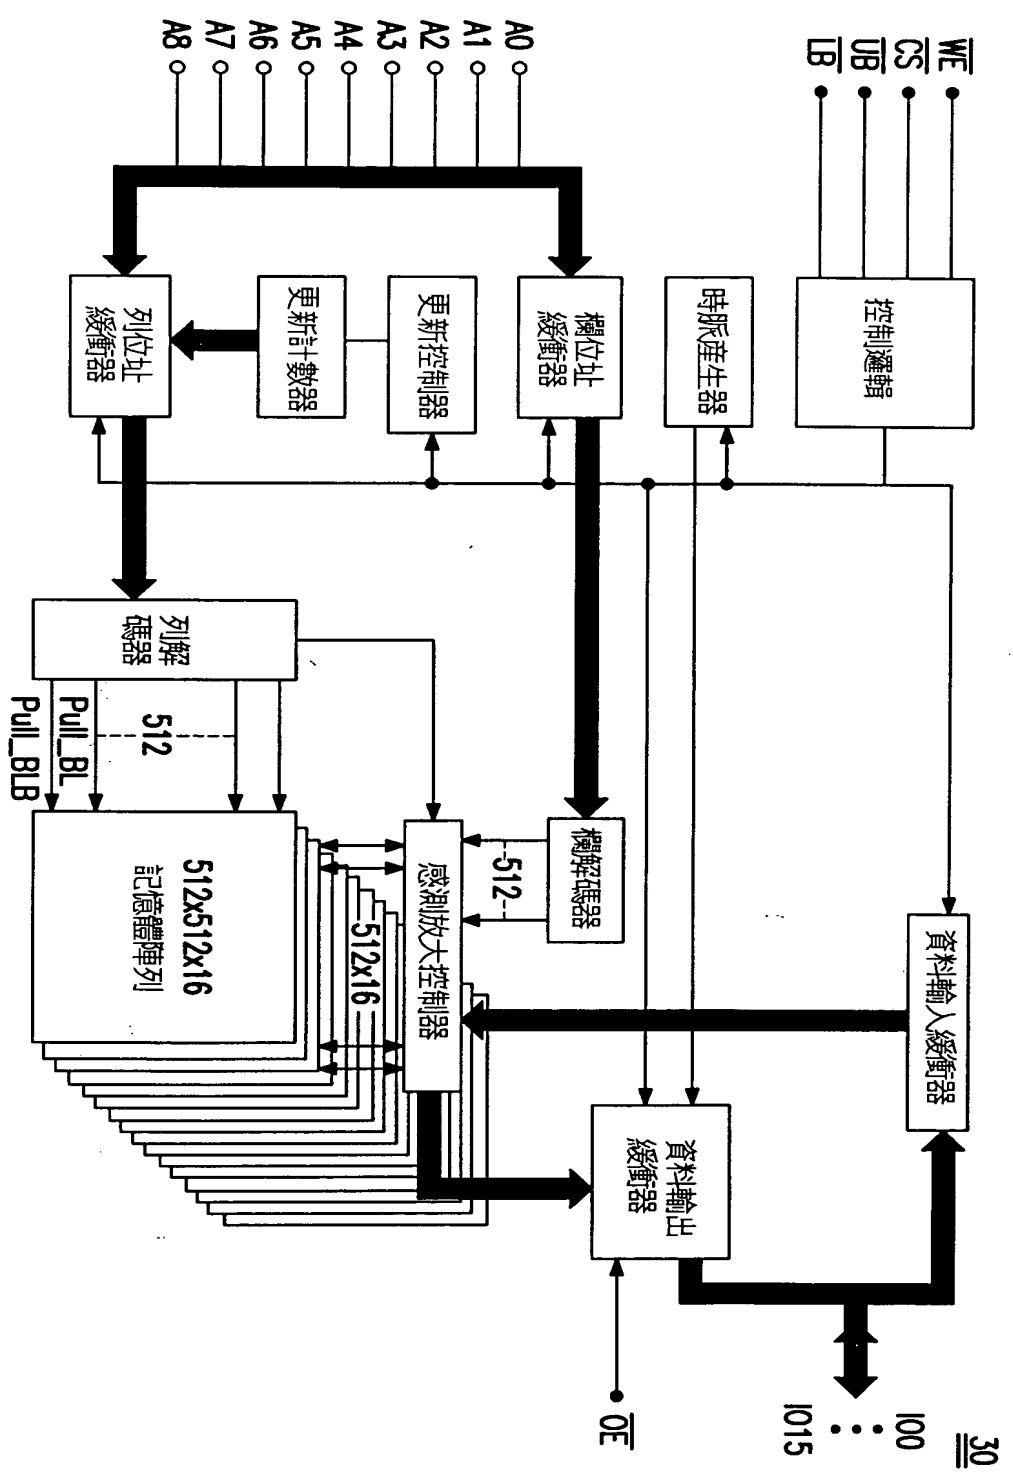 30
WE
CS
UB
LB
控制邏輯
時脈產生器
欄位址
緩衝器
更新控制器
更新計數器
列位址
緩衝器
A0
A1
A2
A3
A4
A5
A6
A7
A8
列解
碼器
512
Pull_BL
Pull_BLB
欄解碼器
512
感測放大控制器
512x16
512x512x16
記憶體陣列
資料輸入緩衝器
資料輸出
緩衝器
OE
IO0
IO15